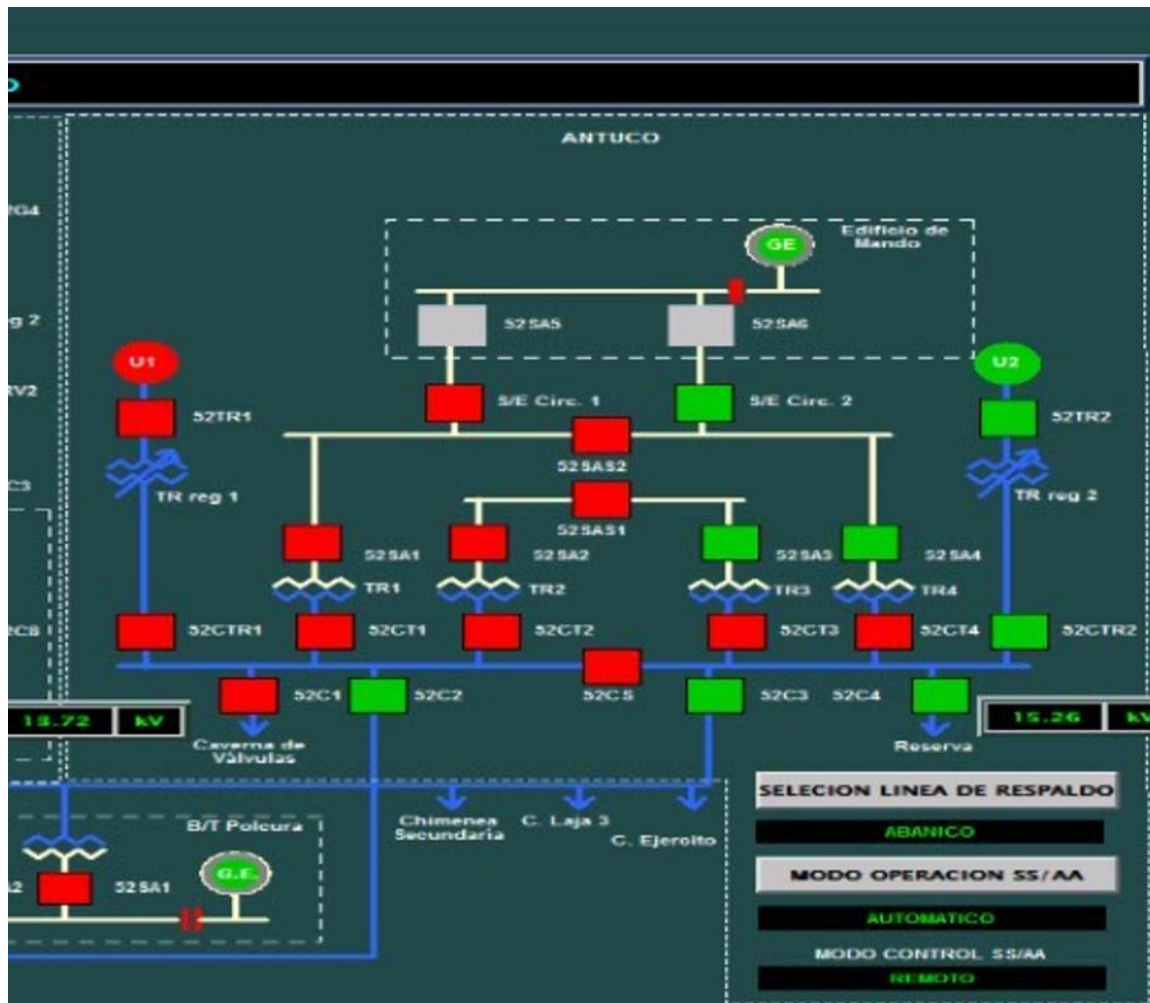 ANTUCO
Edificio de
Mando
GE
52SA5
52SA6
U1
U2
52TR1
S/E Circ. 1
S/E Circ. 2
52TR2
52SAS2
TR reg 1
TR reg 2
52SAS1
52SA1
52SA2
52SA3
52SA4
TR1
TR2
TR3
TR4
52CTR1
52CT1
52CT2
52CT3
52CT4
52CTR2
52C1
52C2
52CS
52C3
52C4
13.72
kV
15.26
Caverna de
Válvulas
Reserva
SELECION LINEA DE RESPALDO
ABANICO
Chimenea
Secundaria
C. Laja 3
C. Ejercito
B/T Polcura
G.E.
52SA1
MODO OPERACION SS/AA
AUTOMATICO
MODO CONTROL SS/AA
REMOTO